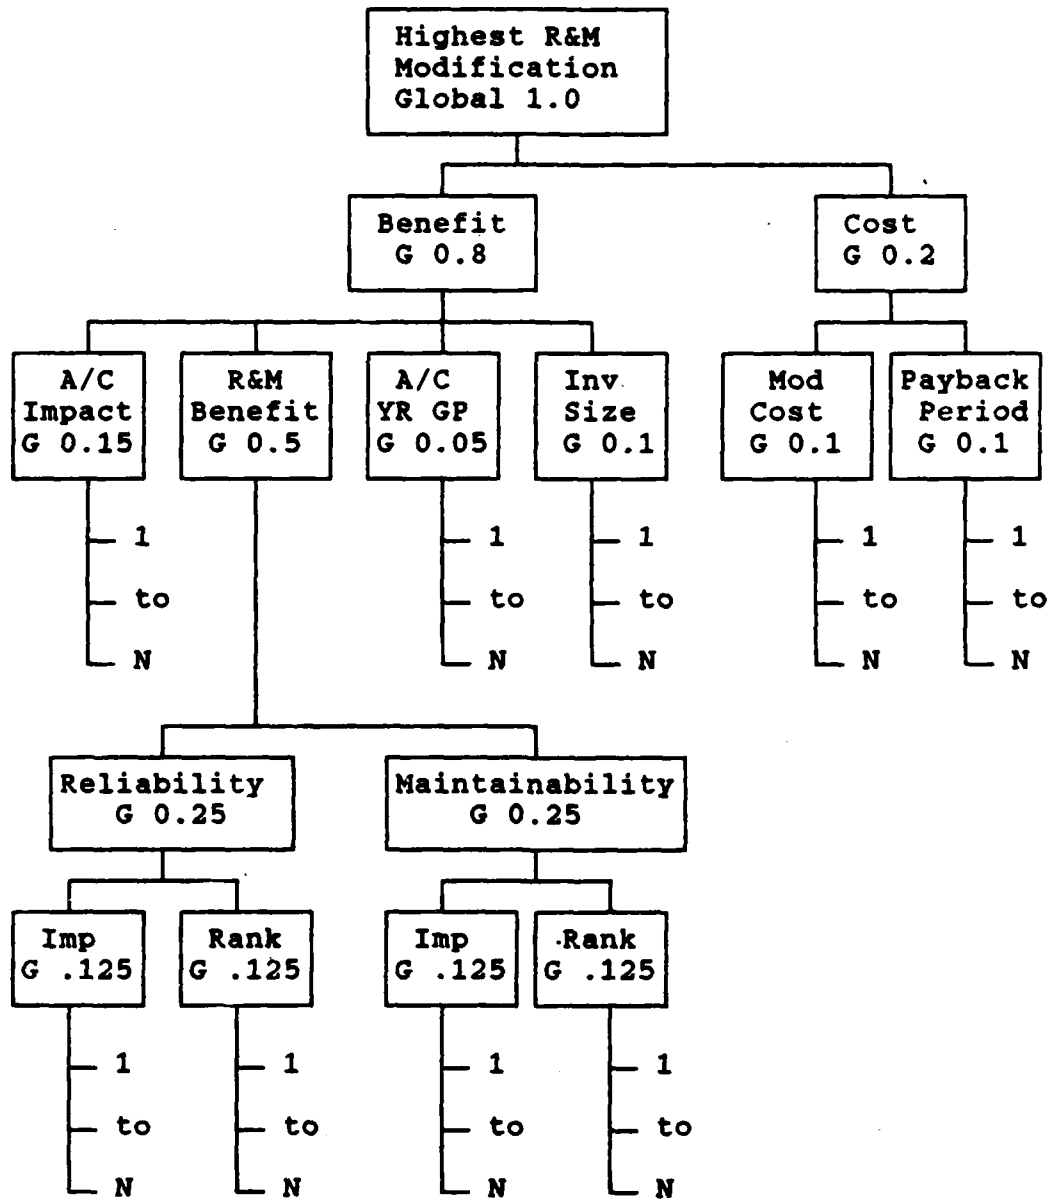 Highest R&M
Modification
Global 1.0
Benefit
G 0.8
Cost
G 0.2
A/C
Impact
G 0.15
R&M
Benefit
G 0.5
A/C
YR GP
G 0.05
Inv
Size
G 0.1
Mod
Cost
G 0.1
Payback
Period
G 0.1
1
to
N
1
to
N
1
to
N
1
to
N
1
to
N
Reliability
G 0.25
Maintainability
G 0.25
Imp
G .125
Rank
G .125
Imp
G .125
Rank
G .125
1
to
N
1
to
N
1
to
N
1
to
N